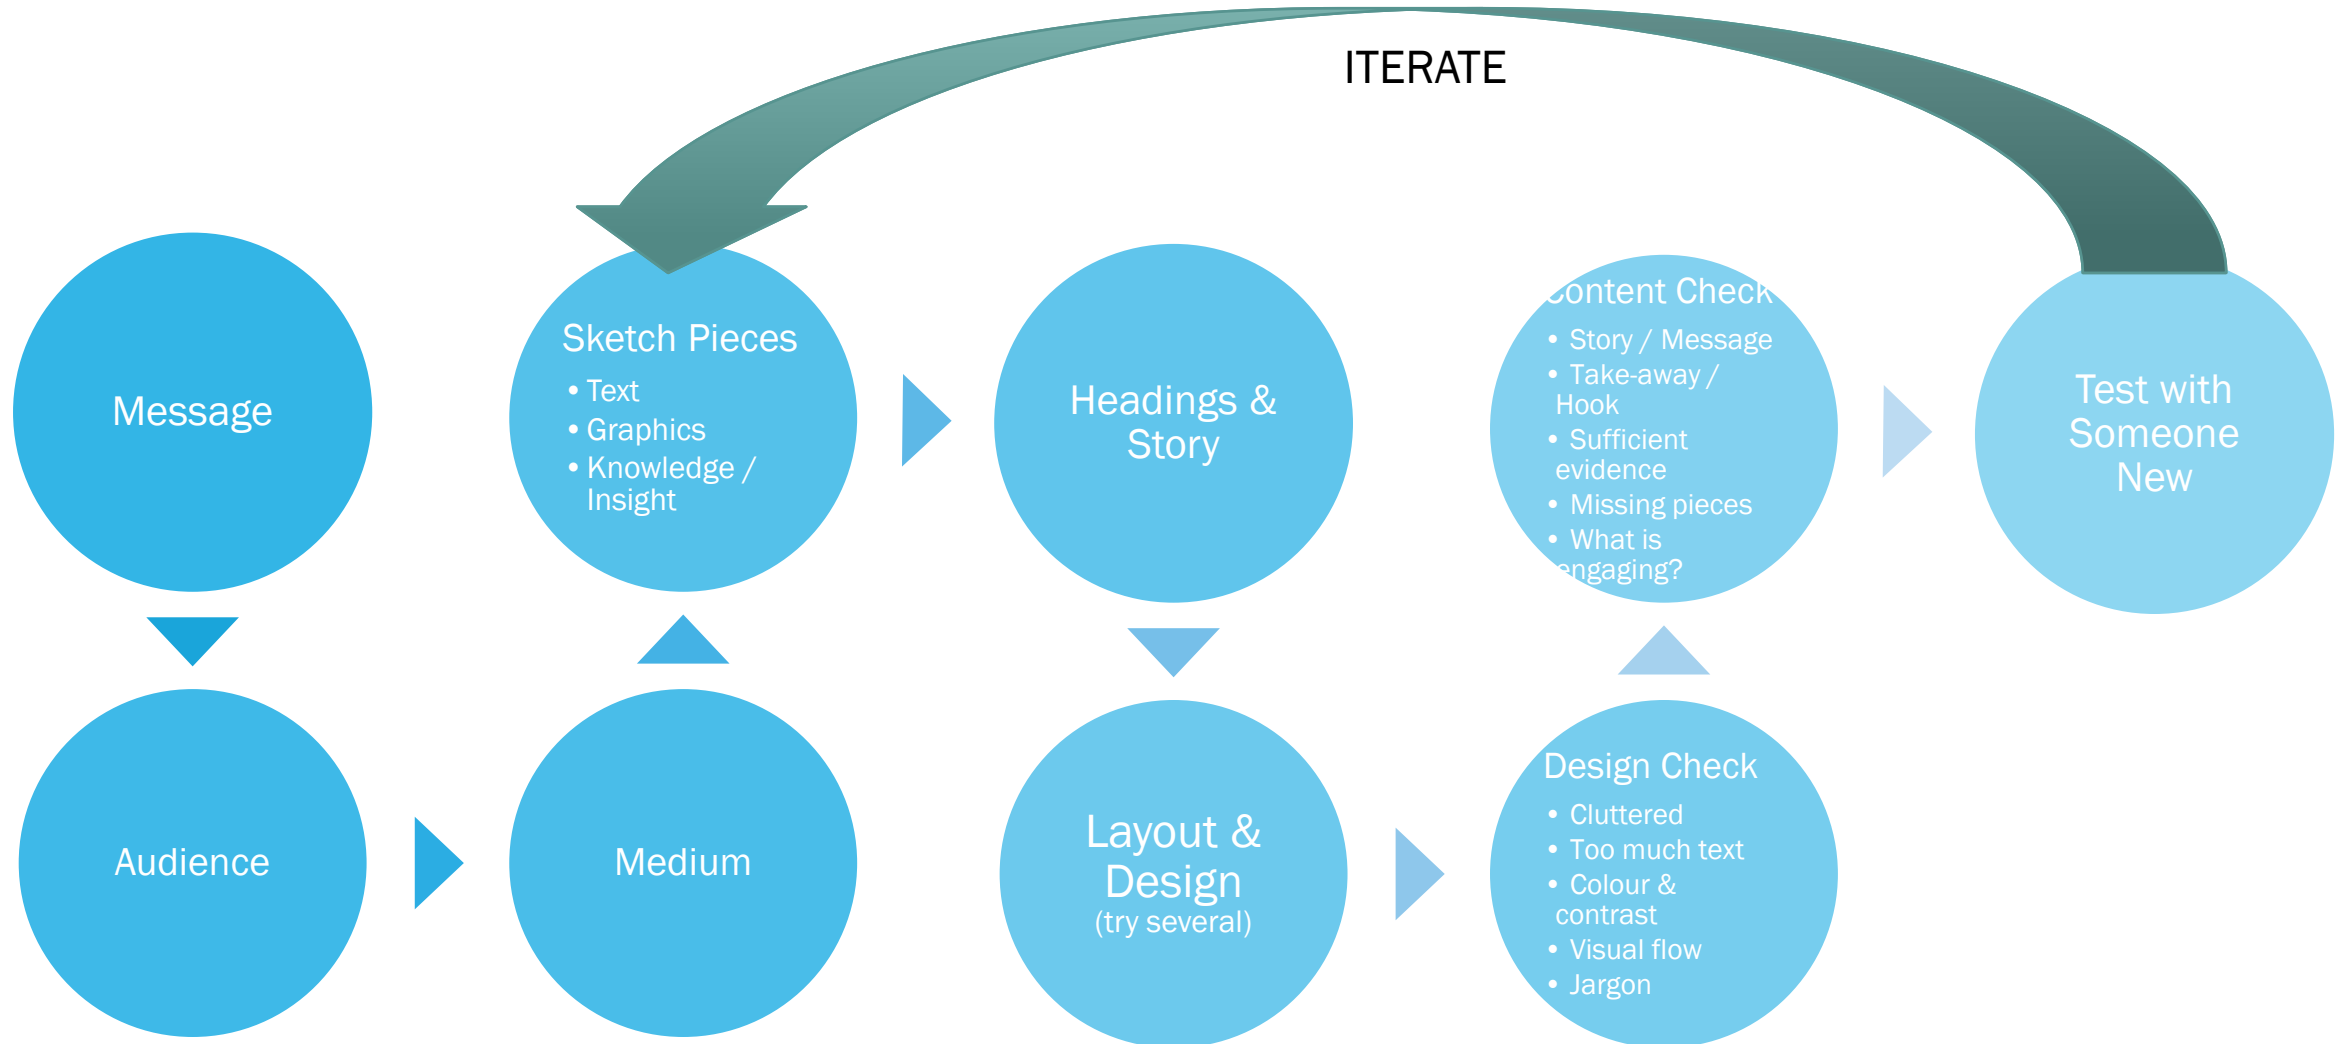 ITERATE
Message
Audience
Medium
Sketch Pieces
• Text
• Graphics
• Knowledge /
Insight
Headings &
Story
Layout &
Design
(try several)
Design Check
• Cluttered
• Too much text
• Colour &
contrast
• Visual flow
• Jargon
Content Check
• Story / Message
• Take-away /
Hook
• Sufficient
evidence
• Missing pieces
• What is
engaging?
Test with
Someone
New